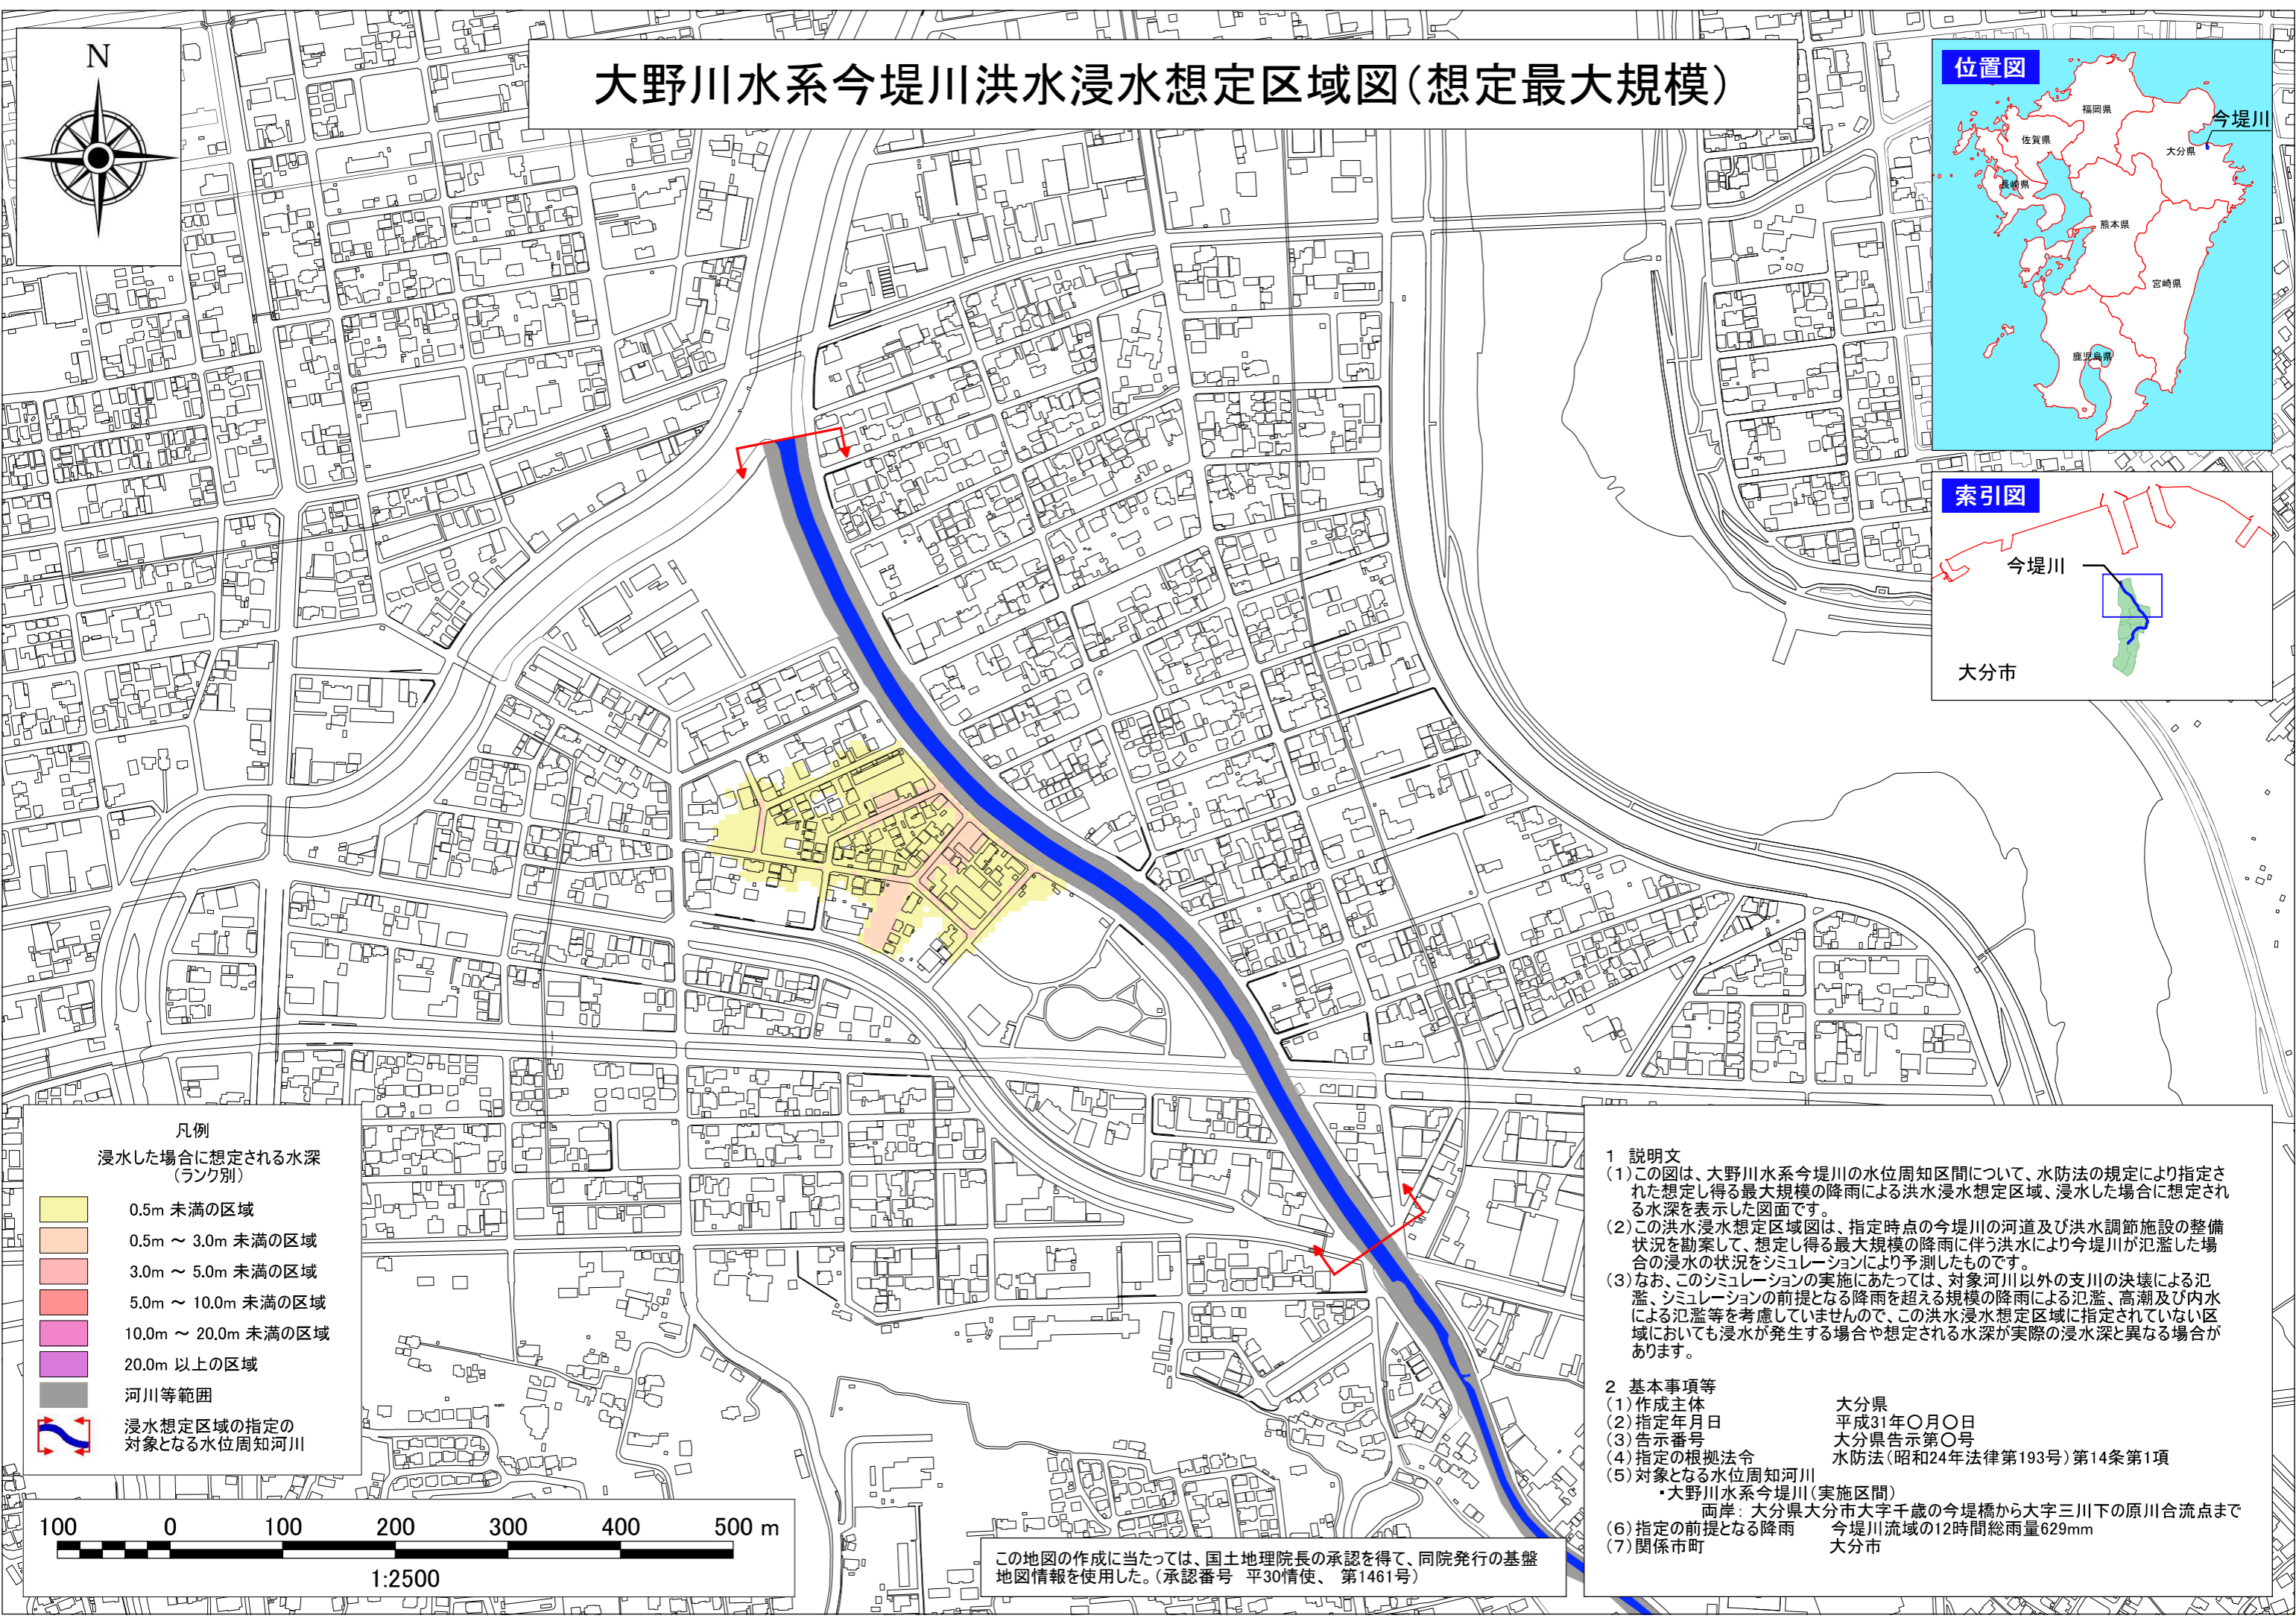 N
大野川水系今堤川洪水浸水想定区域図(想定最大規模)
位置図
福岡県
今堤川
佐賀県
大分県
長崎県
熊本県
宮崎県
鹿児島県
索引図
今堤川
大分市
凡例
浸水した場合に想定される水深
(ランク別)
0.5m 未満の区域
0.5m ～ 3.0m 未満の区域
3.0m ～ 5.0m 未満の区域
5.0m ～ 10.0m 未満の区域
10.0m ～ 20.0m 未満の区域
20.0m 以上の区域
河川等範囲
浸水想定区域の指定の
対象となる水位周知河川
100 0 100 200 300 400 500 m
1:2500
この地図の作成に当たっては、国土地理院長の承認を得て、同院発行の基盤
地図情報を使用した。(承認番号 平30情使、 第1461号)
1 説明文
(1)この図は、大野川水系今堤川の水位周知区間について、水防法の規定により指定さ
れた想定し得る最大規模の降雨による洪水浸水想定区域、浸水した場合に想定され
る水深を表示した図面です。
(2)この洪水浸水想定区域図は、指定時点の今堤川の河道及び洪水調節施設の整備
状況を勘案して、想定し得る最大規模の降雨に伴う洪水により今堤川が氾濫した場
合の浸水の状況をシミュレーションにより予測したものです。
(3)なお、このシミュレーションの実施にあたっては、対象河川以外の支川の決壊による氾
濫、シミュレーションの前提となる降雨を超える規模の降雨による氾濫、高潮及び内水
による氾濫等を考慮していませんので、この洪水浸水想定区域に指定されていない区
域においても浸水が発生する場合や想定される水深が実際の浸水深と異なる場合が
あります。
2 基本事項等
(1)作成主体 大分県
(2)指定年月日 平成31年〇月〇日
(3)告示番号 大分県告示第〇号
(4)指定の根拠法令 水防法(昭和24年法律第193号)第14条第1項
(5)対象となる水位周知河川
・大野川水系今堤川(実施区間)
両岸: 大分県大分市大字千歳の今堤橋から大字三川下の原川合流点まで
(6)指定の前提となる降雨 今堤川流域の12時間総雨量629mm
(7)関係市町 大分市